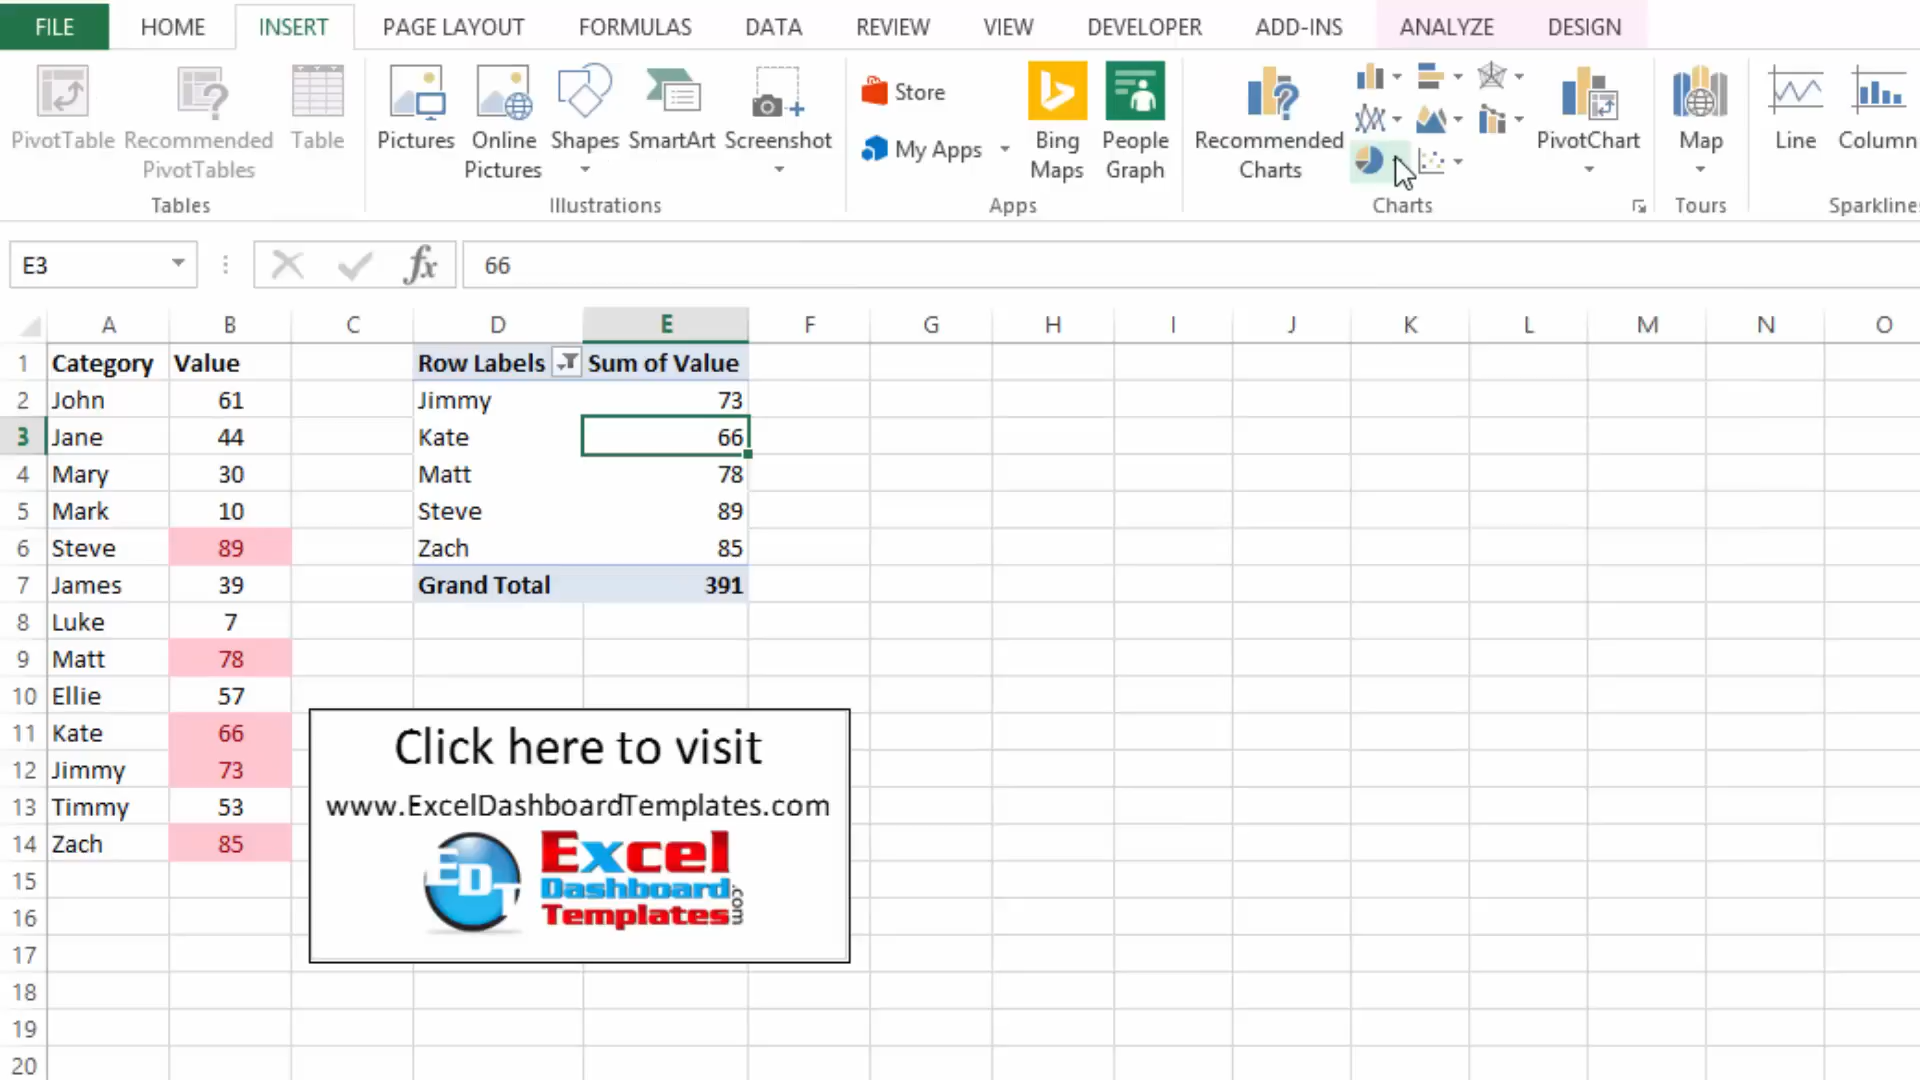 FILE HOME INSERT PAGE LAYOUT FORMULAS DATA REVIEW VIEW DEVELOPER ADD-INS ANALYZE DESIGN
PivotTable
Recommended
PivotTables
Table
Tables
Pictures
Online
Pictures
Shapes
SmartArt
Screenshot
Illustrations
Store
My Apps
Bing
Maps
People
Graph
Apps
Recommended
Charts
PivotChart
Charts
Map
Tours
Line
Column
Sparkline
E3 fx 66
A B C D E F G H I J K L M N O
1 Category Value Row Labels Sum of Value
2 John 61 Jimmy 73
3 Jane 44 Kate 66
4 Mary 30 Matt 78
5 Mark 10 Steve 89
6 Steve 89 Zach 85
7 James 39 Grand Total 391
8 Luke 7
9 Matt 78
10 Ellie 57
11 Kate 66
12 Jimmy 73
13 Timmy 53
14 Zach 85
15
16
17
18
19
20
Click here to visit
www.ExcelDashboardTemplates.com
EDT
Excel
Dashboard
Templates
.com